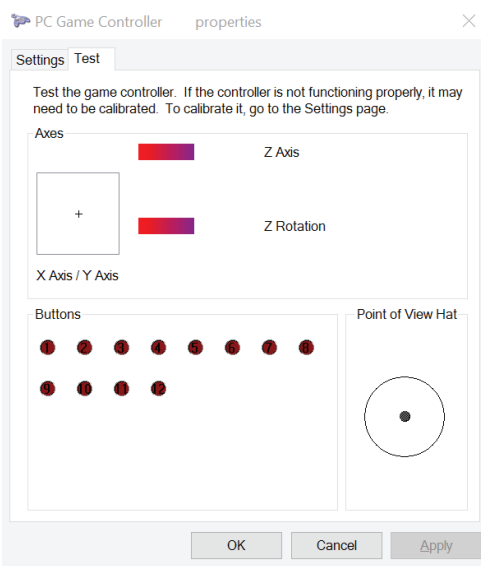 PC Game Controller properties
Settings Test
Test the game controller. If the controller is not functioning properly, it may
need to be calibrated. To calibrate it, go to the Settings page.
Axes
Z Axis
Z Rotation
X Axis / Y Axis
Buttons
1 2 3 4 5 6 7 8
9 10 11 12
Point of View Hat
OK Cancel Apply